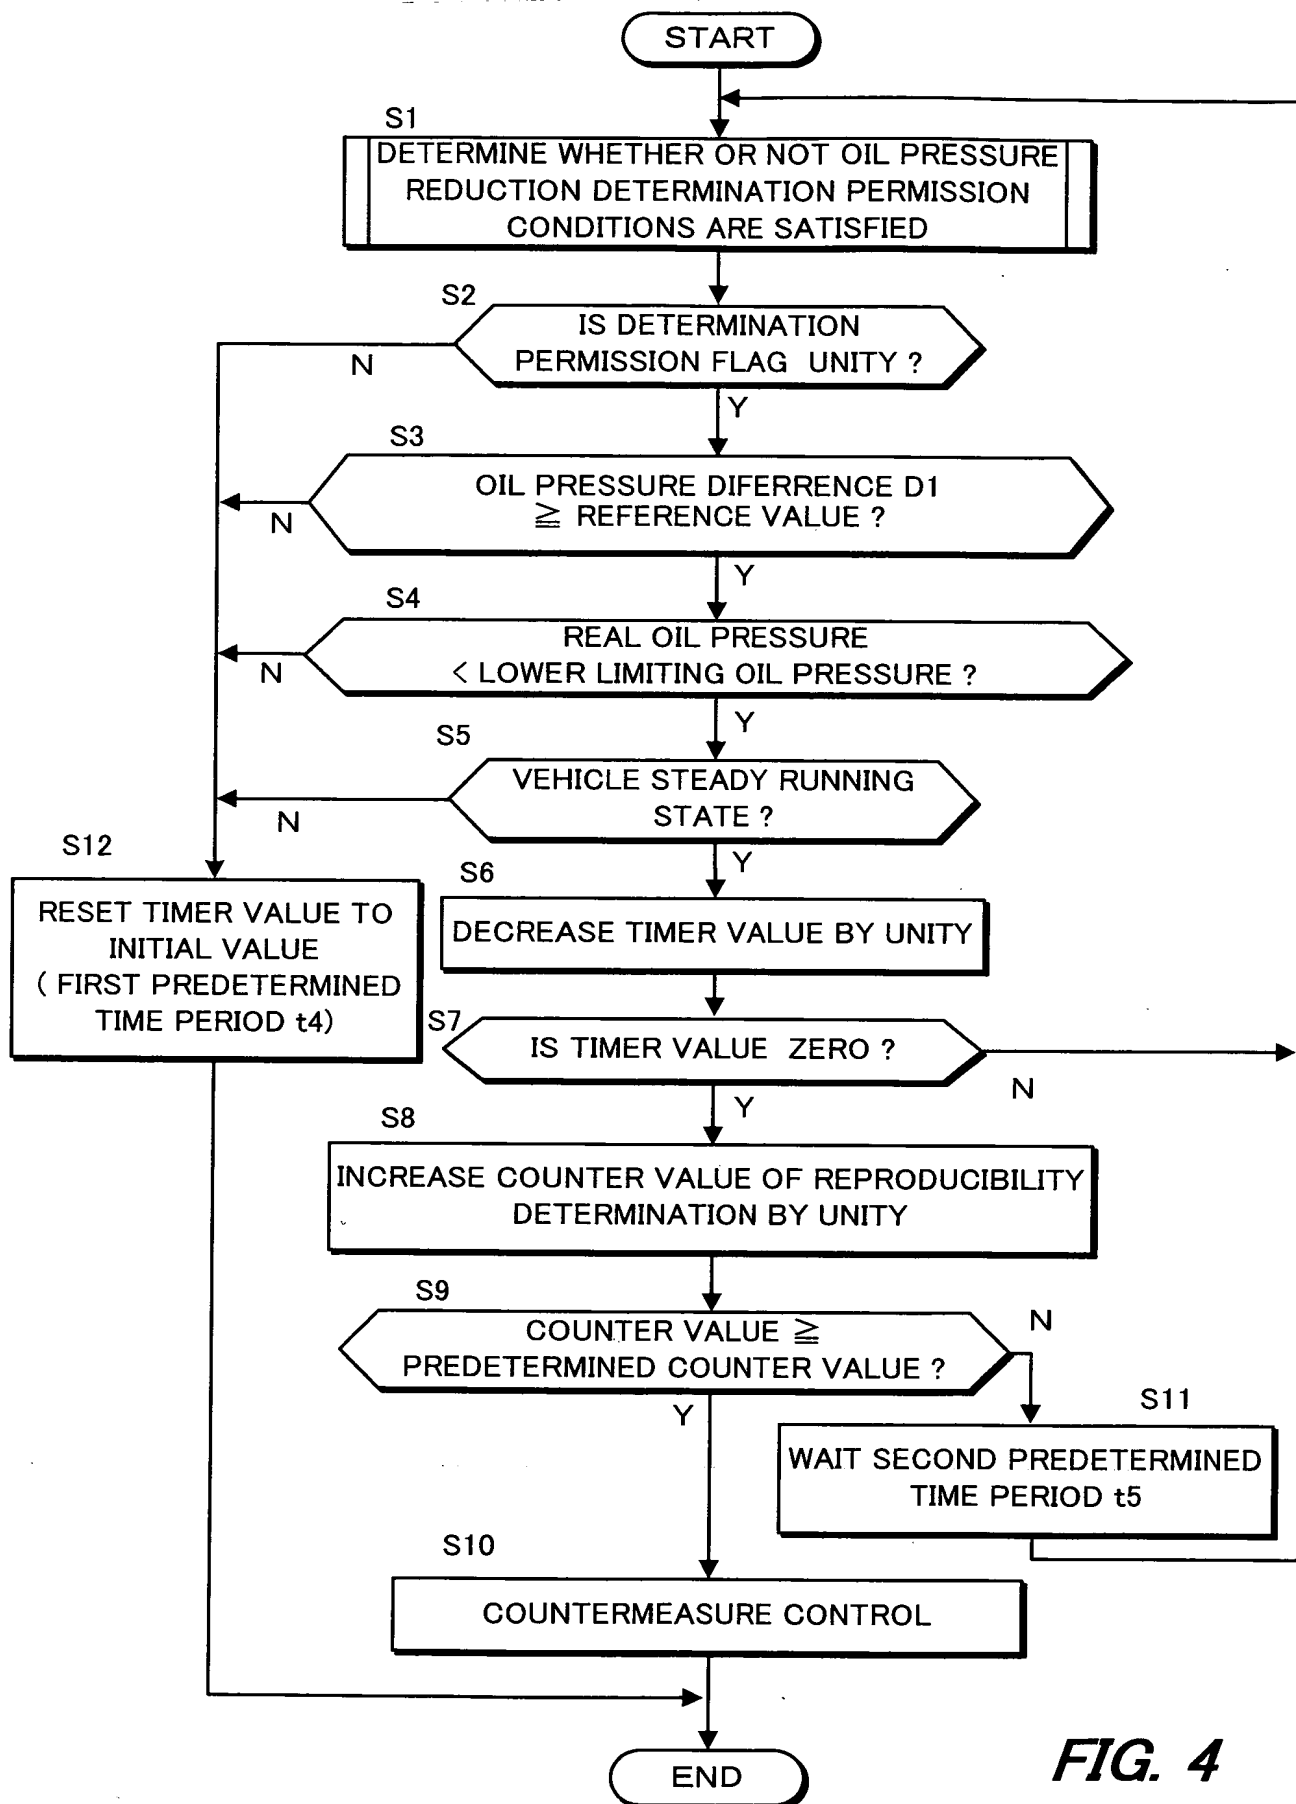 START
S1
DETERMINE WHETHER OR NOT OIL PRESSURE
REDUCTION DETERMINATION PERMISSION
CONDITIONS ARE SATISFIED
S2
IS DETERMINATION
PERMISSION FLAG UNITY ?
N
Y
S3
OIL PRESSURE DIFERRENCE D1
≧ REFERENCE VALUE ?
N
Y
S4
REAL OIL PRESSURE
< LOWER LIMITING OIL PRESSURE ?
N
Y
S5
VEHICLE STEADY RUNNING
STATE ?
N
Y
S12
RESET TIMER VALUE TO
INITIAL VALUE
( FIRST PREDETERMINED
TIME PERIOD t4)
S6
DECREASE TIMER VALUE BY UNITY
S7
IS TIMER VALUE ZERO ?
N
Y
S8
INCREASE COUNTER VALUE OF REPRODUCIBILITY
DETERMINATION BY UNITY
S9
COUNTER VALUE ≧
PREDETERMINED COUNTER VALUE ?
N
Y
S11
WAIT SECOND PREDETERMINED
TIME PERIOD t5
S10
COUNTERMEASURE CONTROL
END
FIG. 4